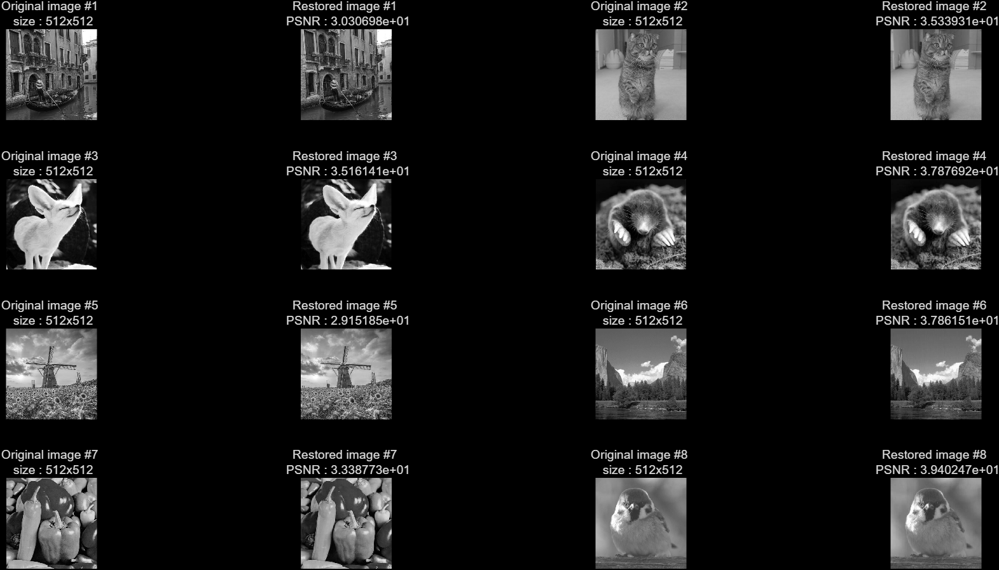 Original image #1
size : 512x512
Restored image #1
PSNR : 3.030698e+01
Original image #2
size : 512x512
Restored image #2
PSNR : 3.533931e+01
Original image #3
size : 512x512
Restored image #3
PSNR : 3.516141e+01
Original image #4
size : 512x512
Restored image #4
PSNR : 3.787692e+01
Original image #5
size : 512x512
Restored image #5
PSNR : 2.915185e+01
Original image #6
size : 512x512
Restored image #6
PSNR : 3.786151e+01
Original image #7
size : 512x512
Restored image #7
PSNR : 3.338773e+01
Original image #8
size : 512x512
Restored image #8
PSNR : 3.940247e+01